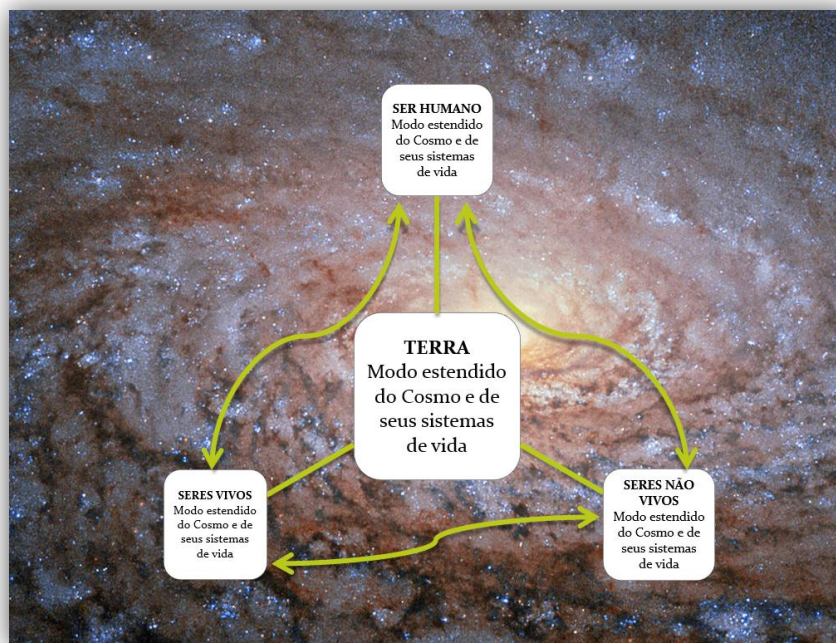 SER HUMANO
Modo estendido
do Cosmo e de
seus sistemas
de vida
TERRA
Modo estendido
do Cosmo e de
seus sistemas
de vida
SERES VIVOS
Modo estendido
do Cosmo e de
seus sistemas
de vida
SERES NÃO
VIVOS
Modo estendido
do Cosmo e de
seus sistemas
de vida